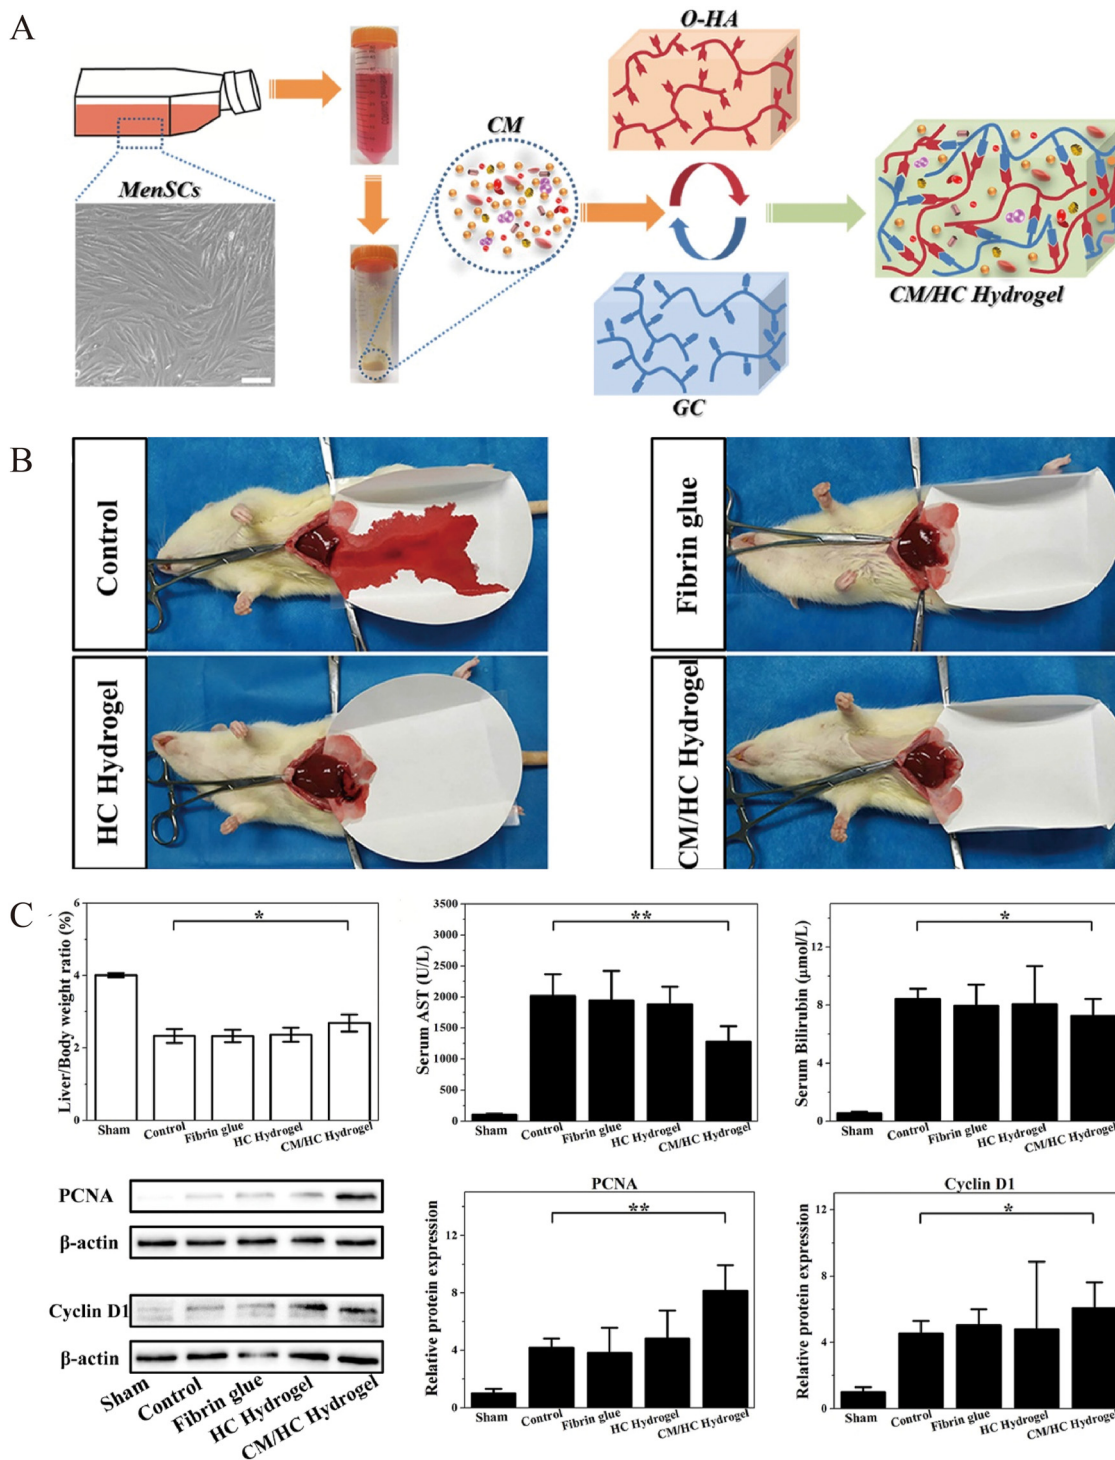 A
MenSCs
CM
O-HA
GC
CM/HC Hydrogel
B
Control
Fibrin glue
HC Hydrogel
CM/HC Hydrogel
C
Liver/Body weight ratio (%)
6
4
2
0
*
Sham
Control
Fibrin glue
HC Hydrogel
CM/HC Hydrogel
Serum AST (U/L)
3500
3000
2500
2000
1500
1000
500
0
**
Sham
Control
Fibrin glue
HC Hydrogel
CM/HC Hydrogel
Serum Bilirubin (μmol/L)
12
8
4
0
*
Sham
Control
Fibrin glue
HC Hydrogel
CM/HC Hydrogel
PCNA
β-actin
Cyclin D1
β-actin
Sham
Control
Fibrin glue
HC Hydrogel
CM/HC Hydrogel
PCNA
Relative protein expression
12
8
4
0
**
Sham
Control
Fibrin glue
HC Hydrogel
CM/HC Hydrogel
Cyclin D1
Relative protein expression
12
8
4
0
*
Sham
Control
Fibrin glue
HC Hydrogel
CM/HC Hydrogel